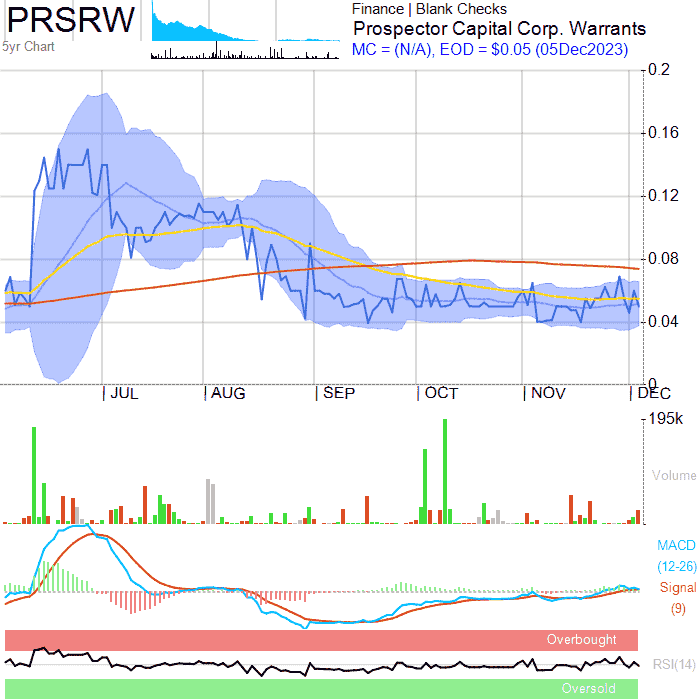 PRSRW
5yr Chart
Finance | Blank Checks
Prospector Capital Corp. Warrants
MC = (N/A), EOD = $0.05 (05Dec2023)
0.2
0.16
0.12
0.08
0.04
0
JUL AUG SEP OCT NOV DEC
195k
Volume
MACD
(12-26)
Signal
(9)
Overbought
RSI(14)
Oversold